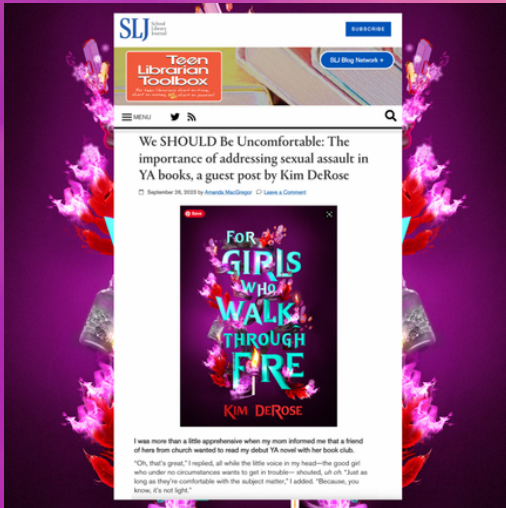 SLJ School Library Journal
SUBSCRIBE
Teen
Librarian
Toolbox
SLJ Blog Network +
MENU
We SHOULD Be Uncomfortable: The
importance of addressing sexual assault in
YA books, a guest post by Kim DeRose
September 26, 2023 by Amanda MacGregor Leave a Comment
Save
FOR
GIRLS
WHO
WALK
THROUGH
FIRE
KIM DEROSE
I was more than a little apprehensive when my mom informed me that a friend
of hers from church wanted to read my debut YA novel with her book club.
"Oh, that's great," I replied, all while the little voice in my head—the good girl
who under no circumstances wants to get in trouble— shouted, uh oh. "Just as
long as they're comfortable with the subject matter," I added. "Because, you
know, it's not light."